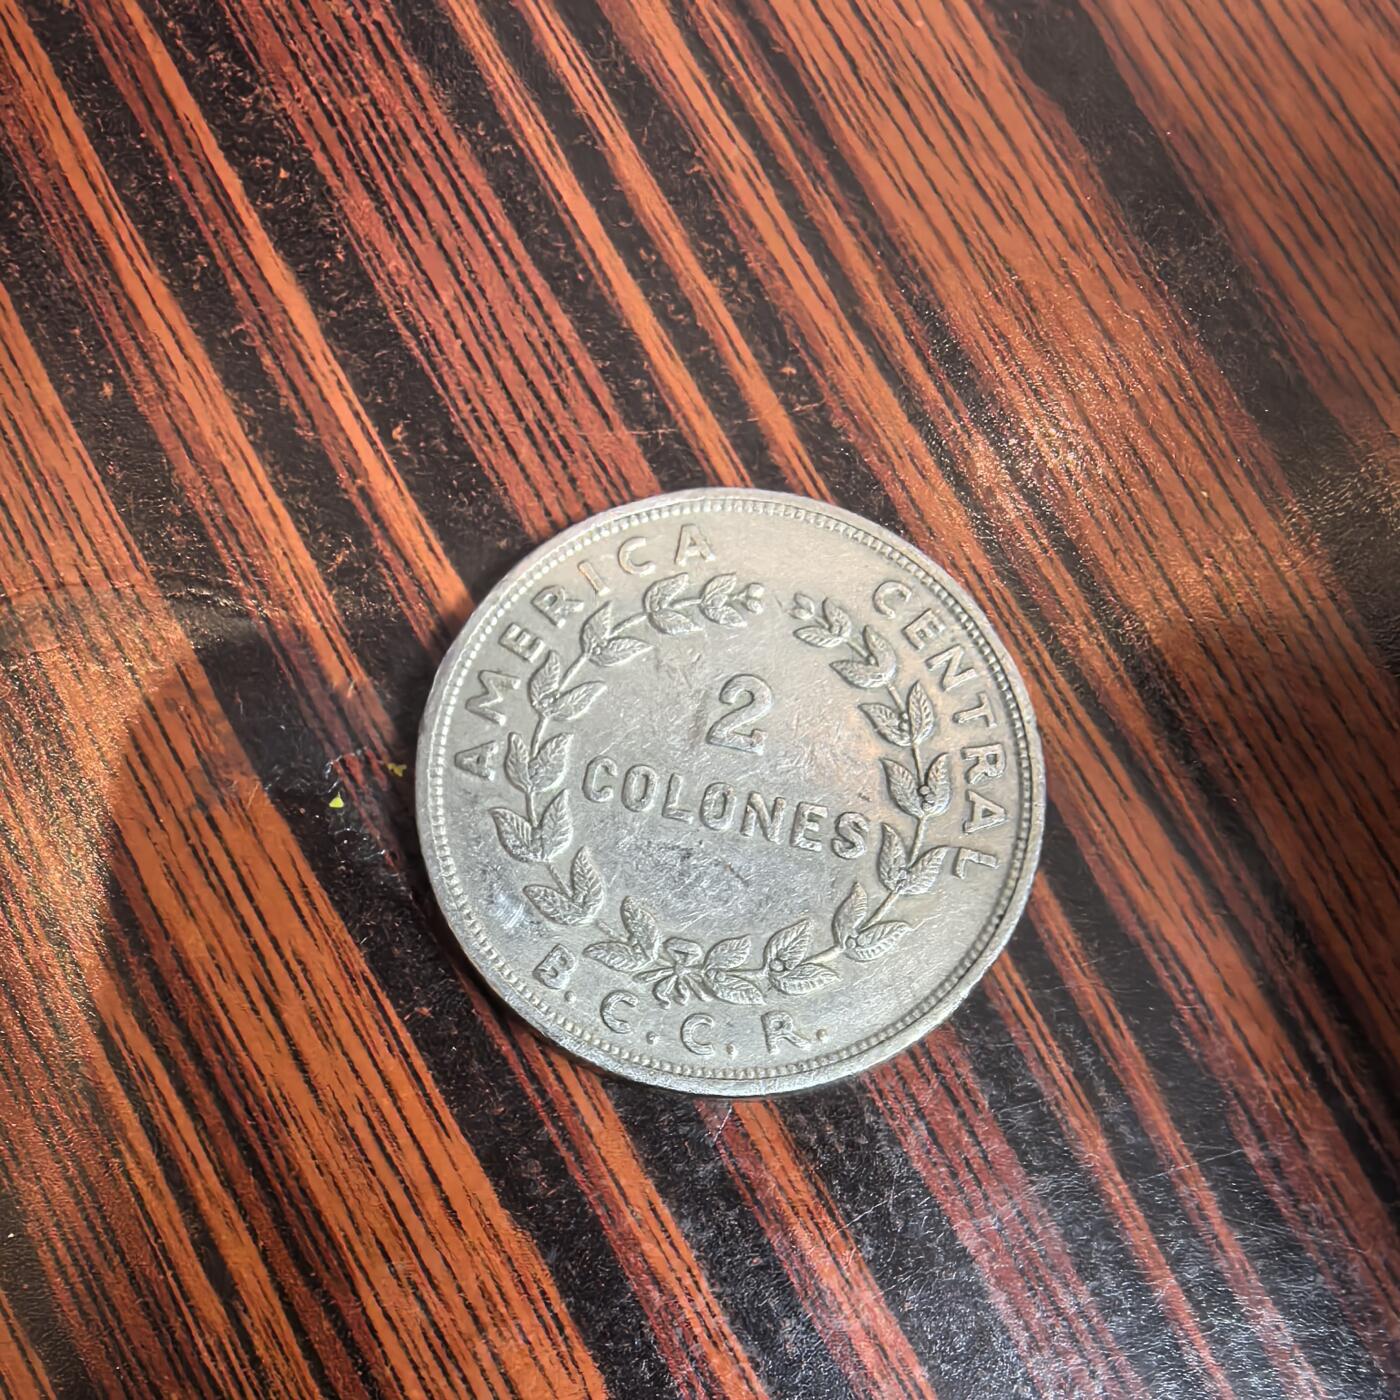 AMERICA CENTRAL
2
COLONES
B. C. C. R.